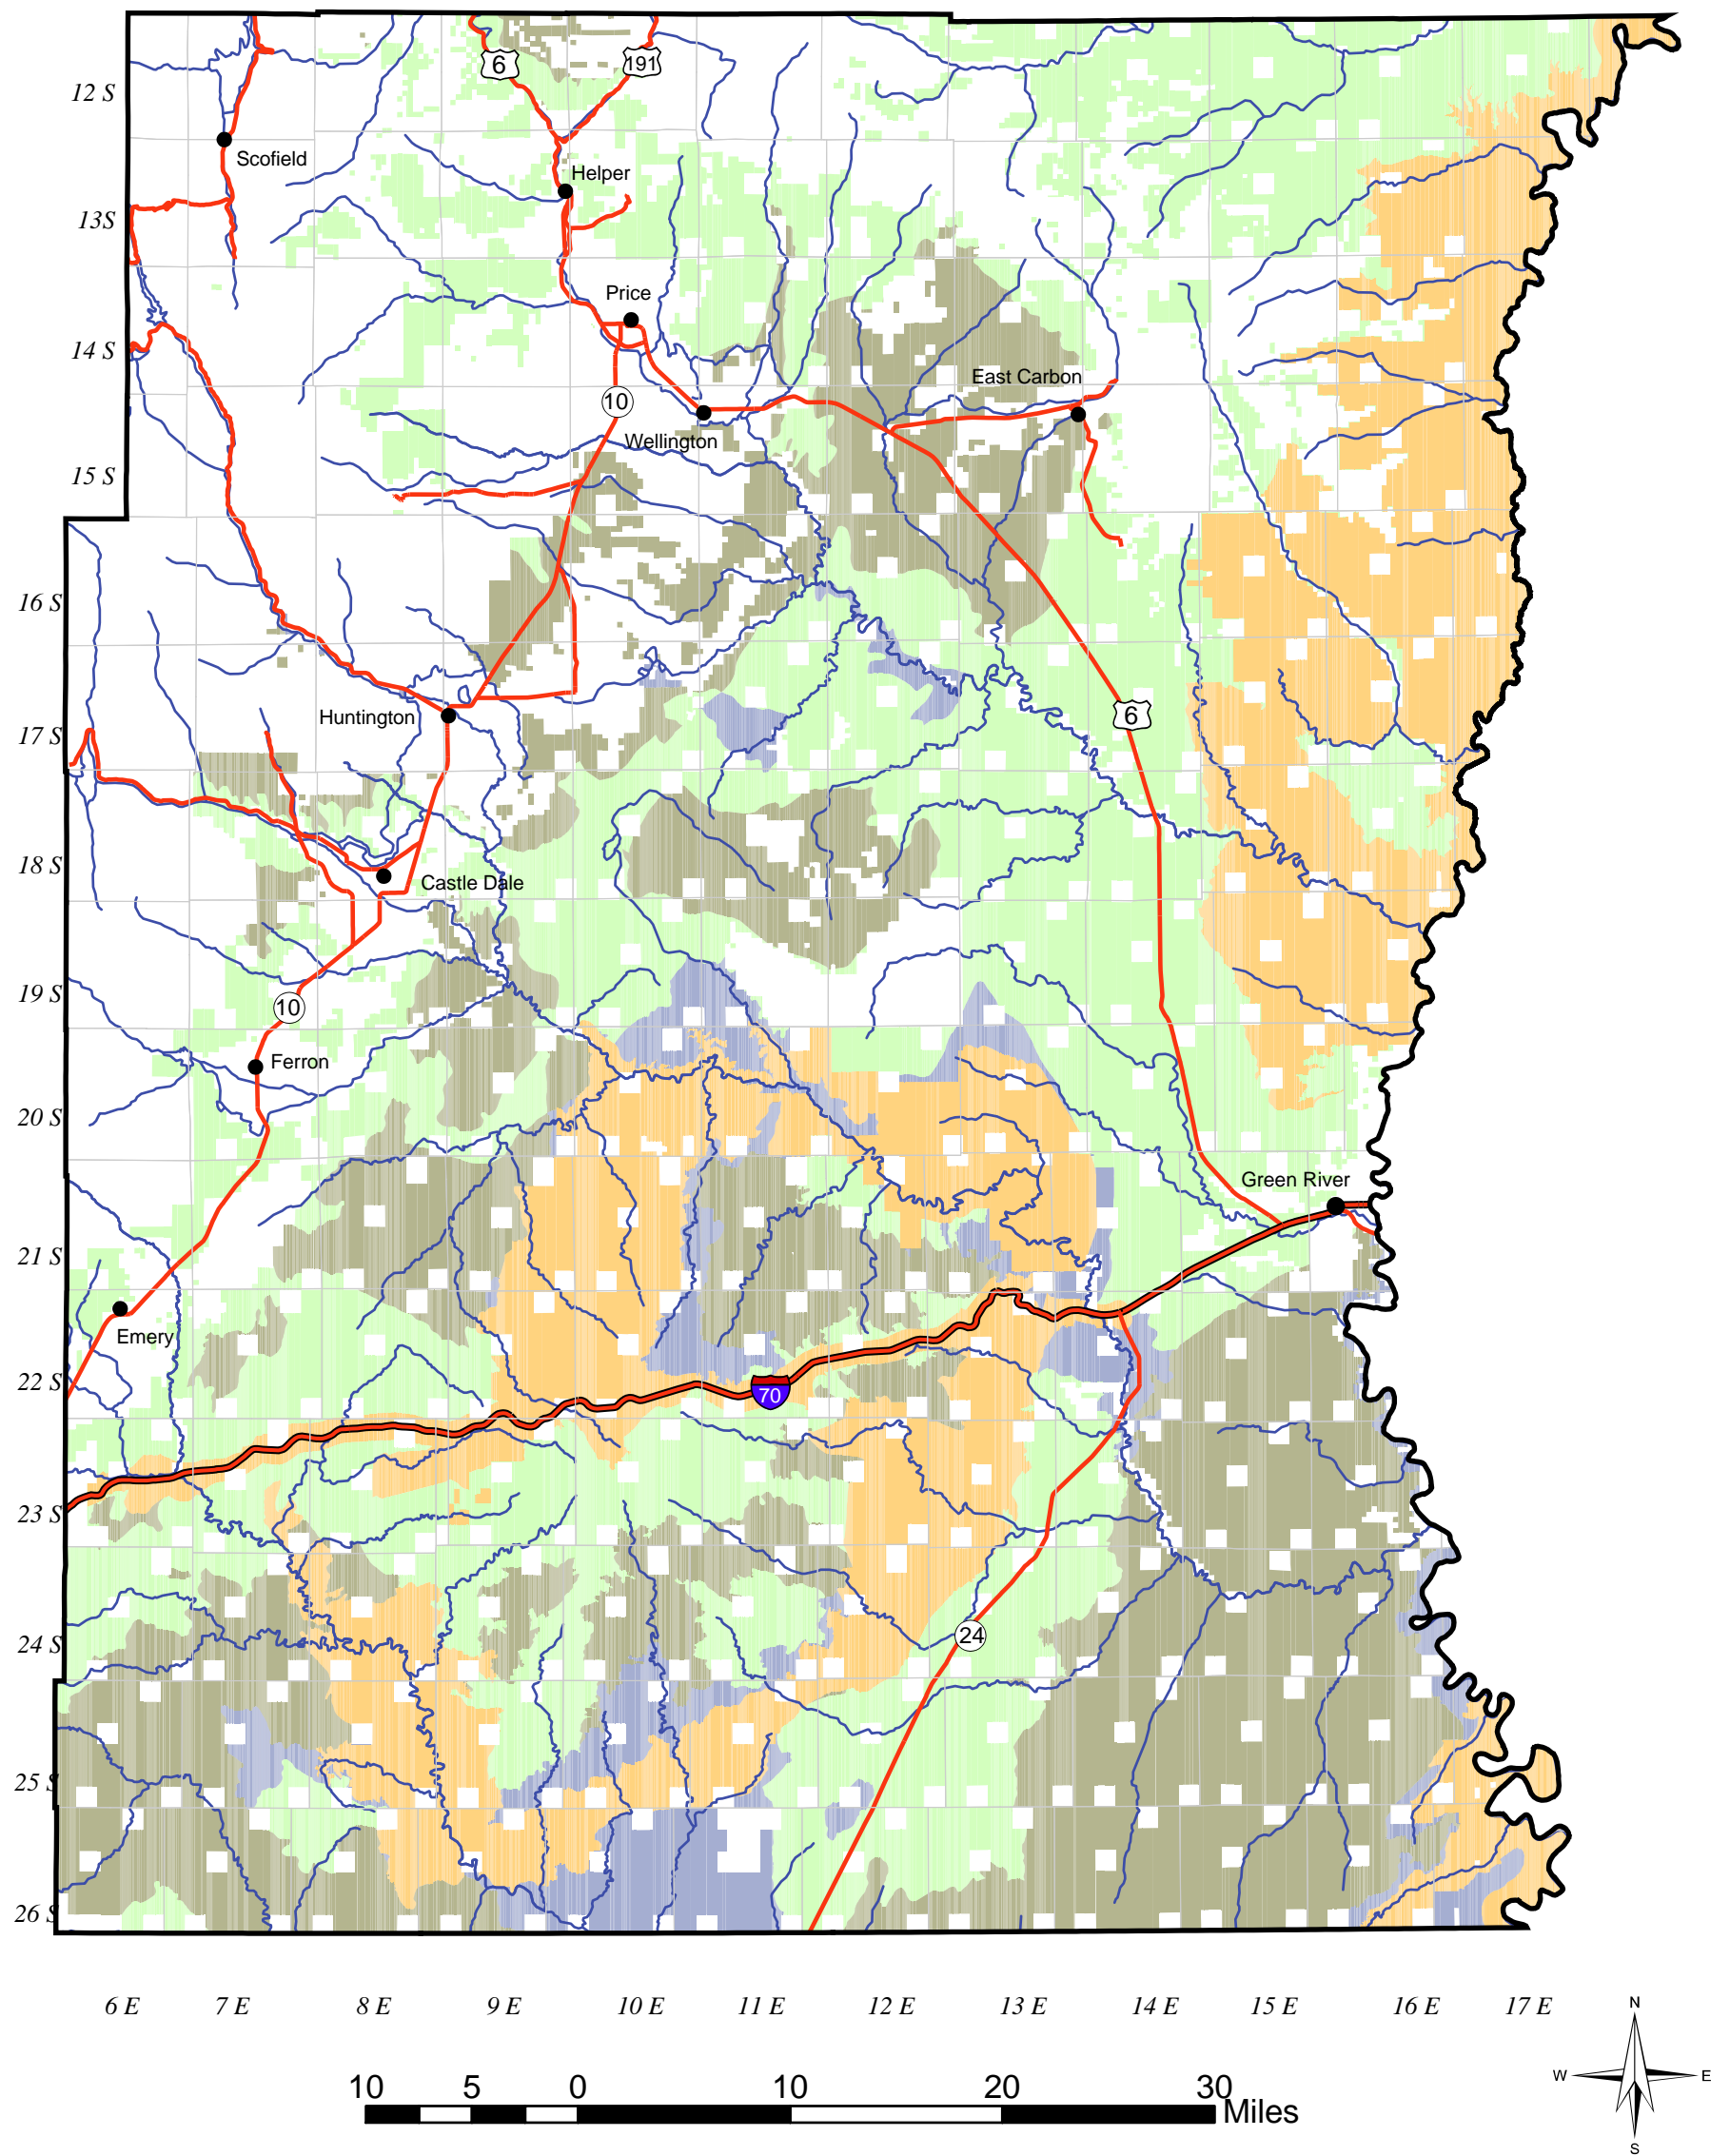 6
191
12 S
Scofield
Helper
13 S
Price
14 S
East Carbon
10
Wellington
15 S
16 S
Huntington
6
17 S
18 S
Castle Dale
19 S
10
Ferron
20 S
Green River
21 S
Emery
22 S
70
23 S
24 S
24
25 S
26 S
6 E 7 E 8 E 9 E 10 E 11 E 12 E 13 E 14 E 15 E 16 E 17 E
N
W E
S
10 5 0 10 20 30
Miles